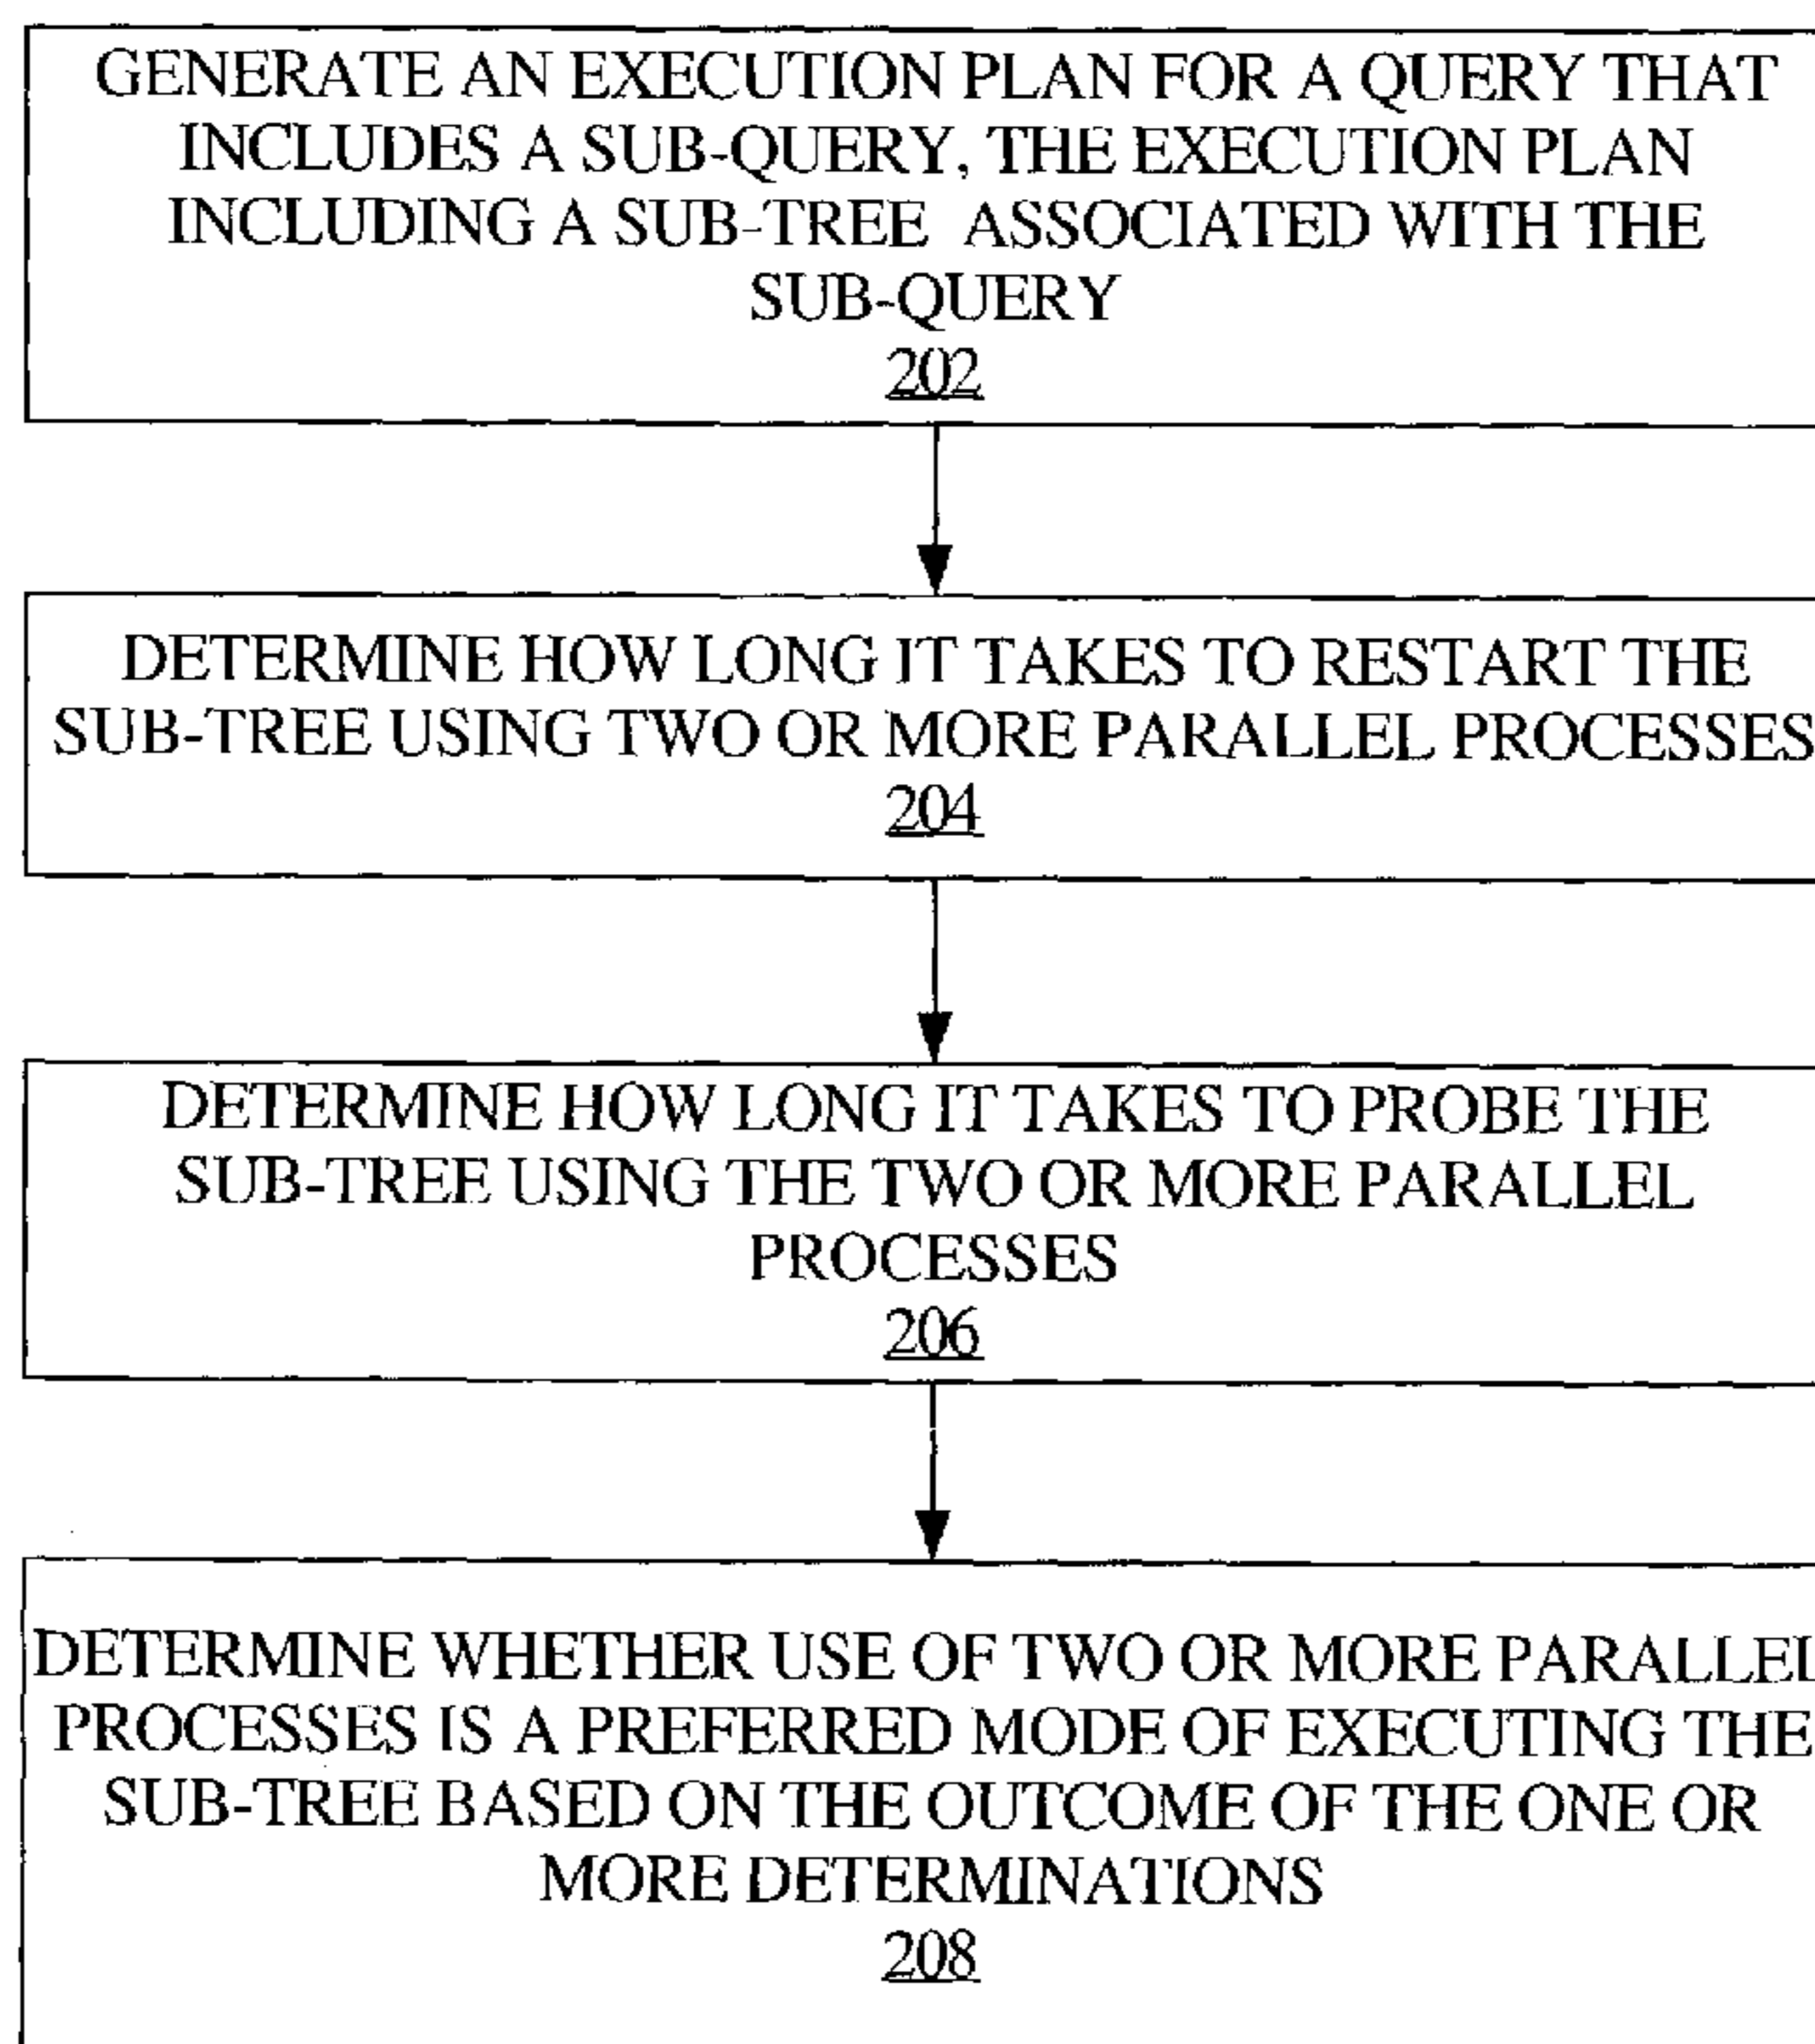 GENERATE AN EXECUTION PLAN FOR A QUERY THAT
INCLUDES A SUB-QUERY, THE EXECUTION PLAN
INCLUDING A SUB-TREE ASSOCIATED WITH THE
SUB-QUERY
202
DETERMINE HOW LONG IT TAKES TO RESTART THE
SUB-TREE USING TWO OR MORE PARALLEL PROCESSES
204
DETERMINE HOW LONG IT TAKES TO PROBE THE
SUB-TREE USING THE TWO OR MORE PARALLEL
PROCESSES
206
DETERMINE WHETHER USE OF TWO OR MORE PARALLEL
PROCESSES IS A PREFERRED MODE OF EXECUTING THE
SUB-TREE BASED ON THE OUTCOME OF THE ONE OR
MORE DETERMINATIONS
208